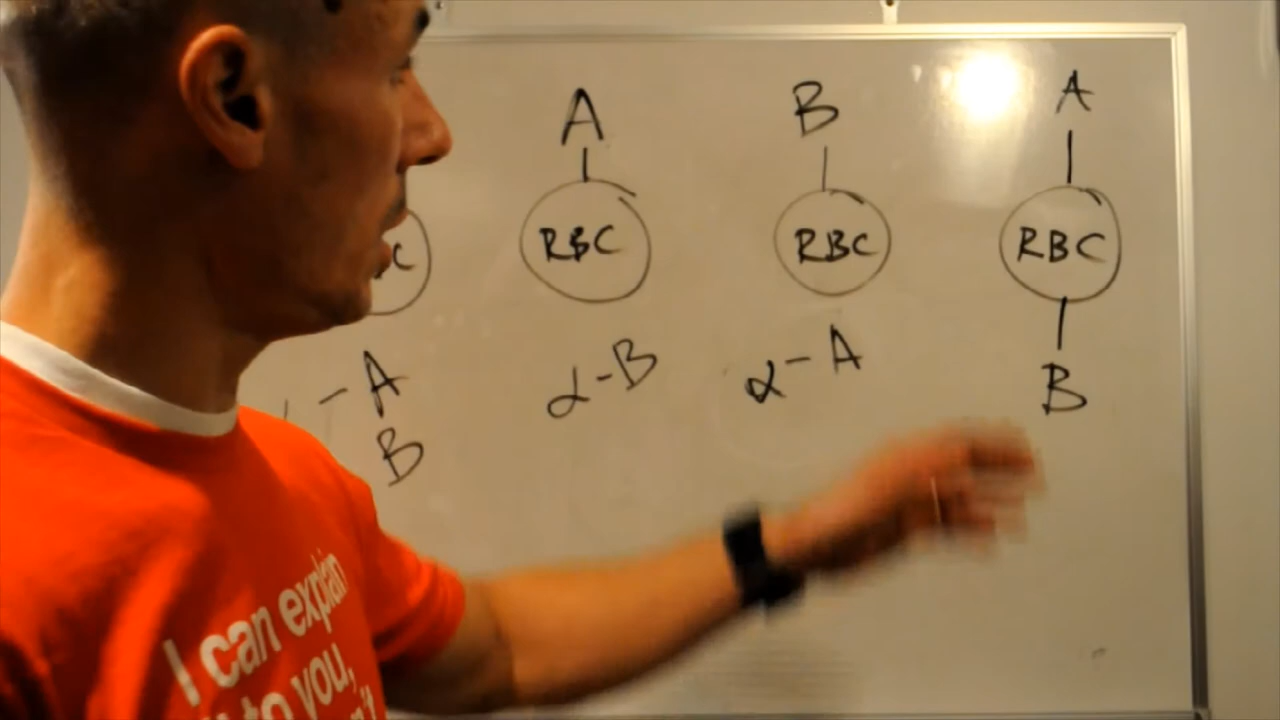 A B A
C RBC RBC RBC
- A α-B α-A B
B
I can explain
to you,